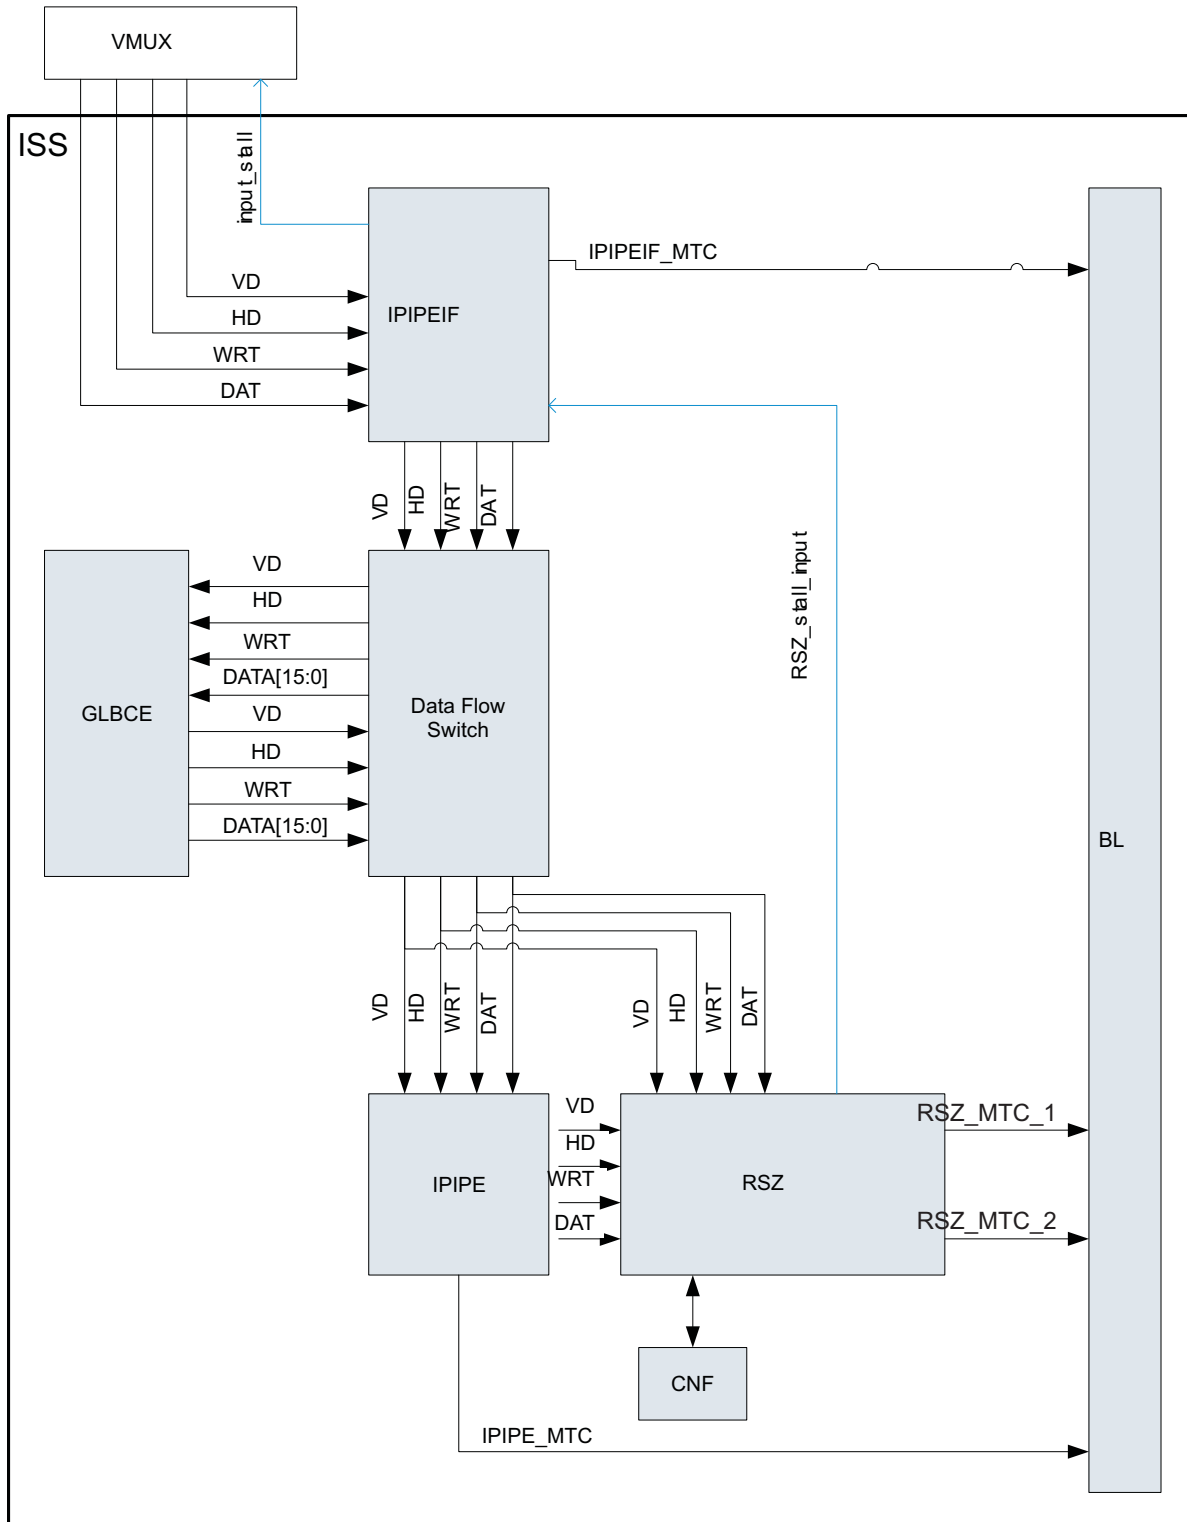 VMUX
ISS
input_stall
IPIPEIF_MTC
VD
HD
IPIPEIF
WRT
DAT
VD
HD
WRT
DAT
RSZ_stall_input
VD
HD
WRT
DATA[15:0]
GLBCE
VD
Data Flow
Switch
HD
WRT
DATA[15:0]
BL
VD
HD
WRT
DAT
VD
HD
WRT
DAT
VD
HD
WRT
DAT
IPIPE
RSZ
RSZ_MTC_1
RSZ_MTC_2
CNF
IPIPE_MTC